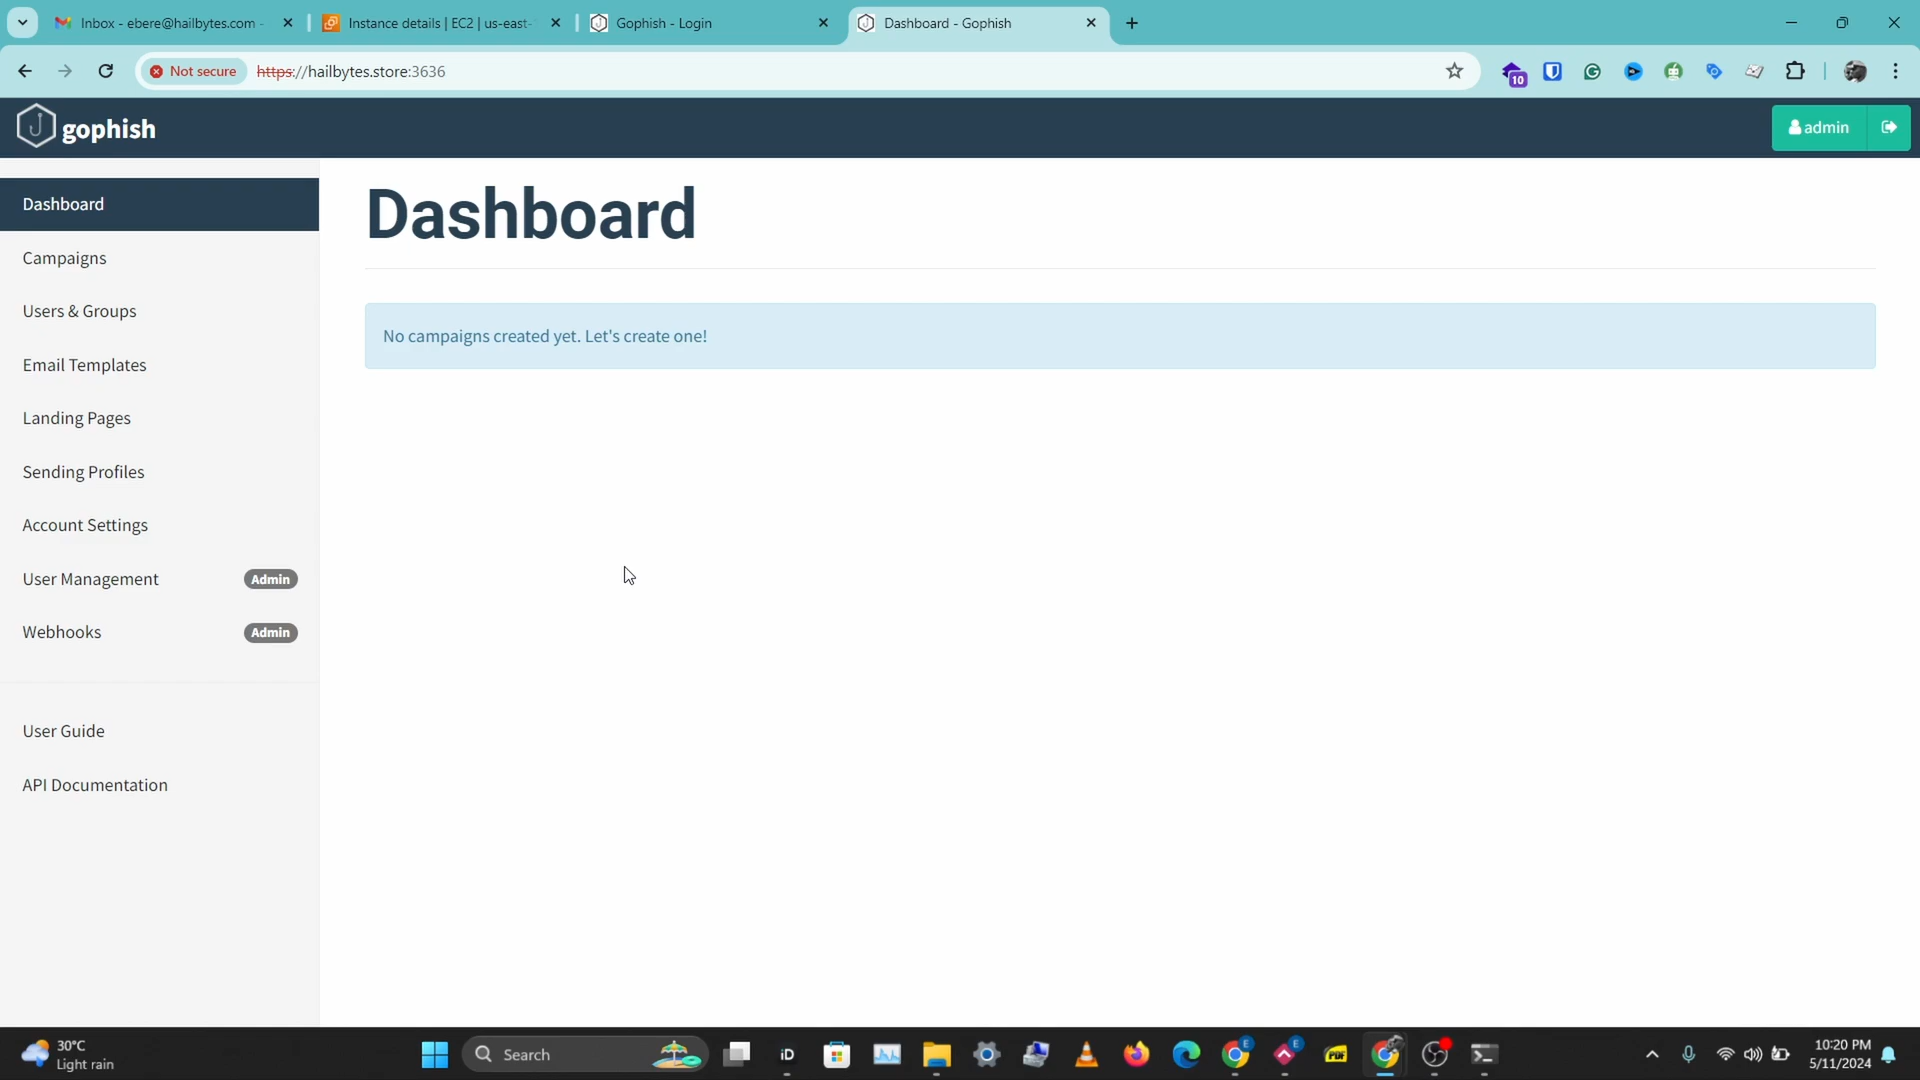 Inbox - ebere@hailbytes.com -
Instance details | EC2 | us-east-
Gophish - Login
Dashboard - Gophish
Not secure
https://hailbytes.store:3636
10
gophish
admin
Dashboard
Dashboard
Campaigns
No campaigns created yet. Let's create one!
Users & Groups
Email Templates
Landing Pages
Sending Profiles
Account Settings
User Management
Admin
Webhooks
Admin
User Guide
API Documentation
30°C
Light rain
Search
iD
E
E
PDF
10:20 PM
5/11/2024